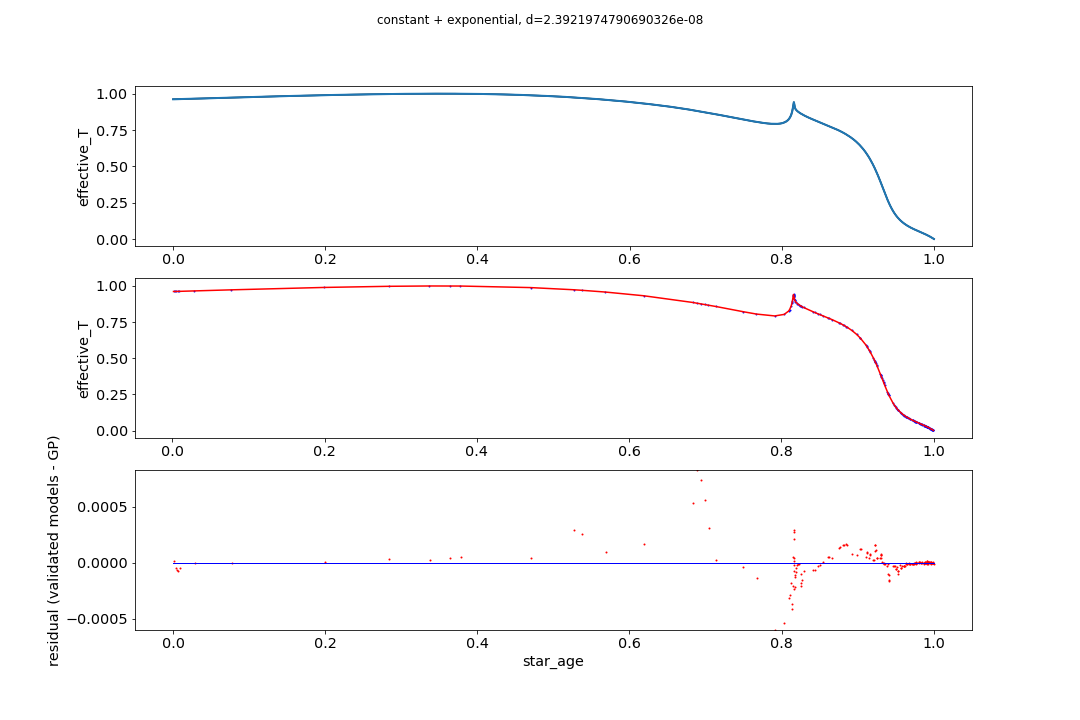 constant + exponential, d=2.3921974790690326e-08
effective_T
1.00
0.75
0.50
0.25
0.00
0.0 0.2 0.4 0.6 0.8 1.0
effective_T
1.00
0.75
0.50
0.25
0.00
0.0 0.2 0.4 0.6 0.8 1.0
residual (validated models - GP)
0.0005
0.0000
−0.0005
0.0 0.2 0.4 0.6 0.8 1.0
star_age